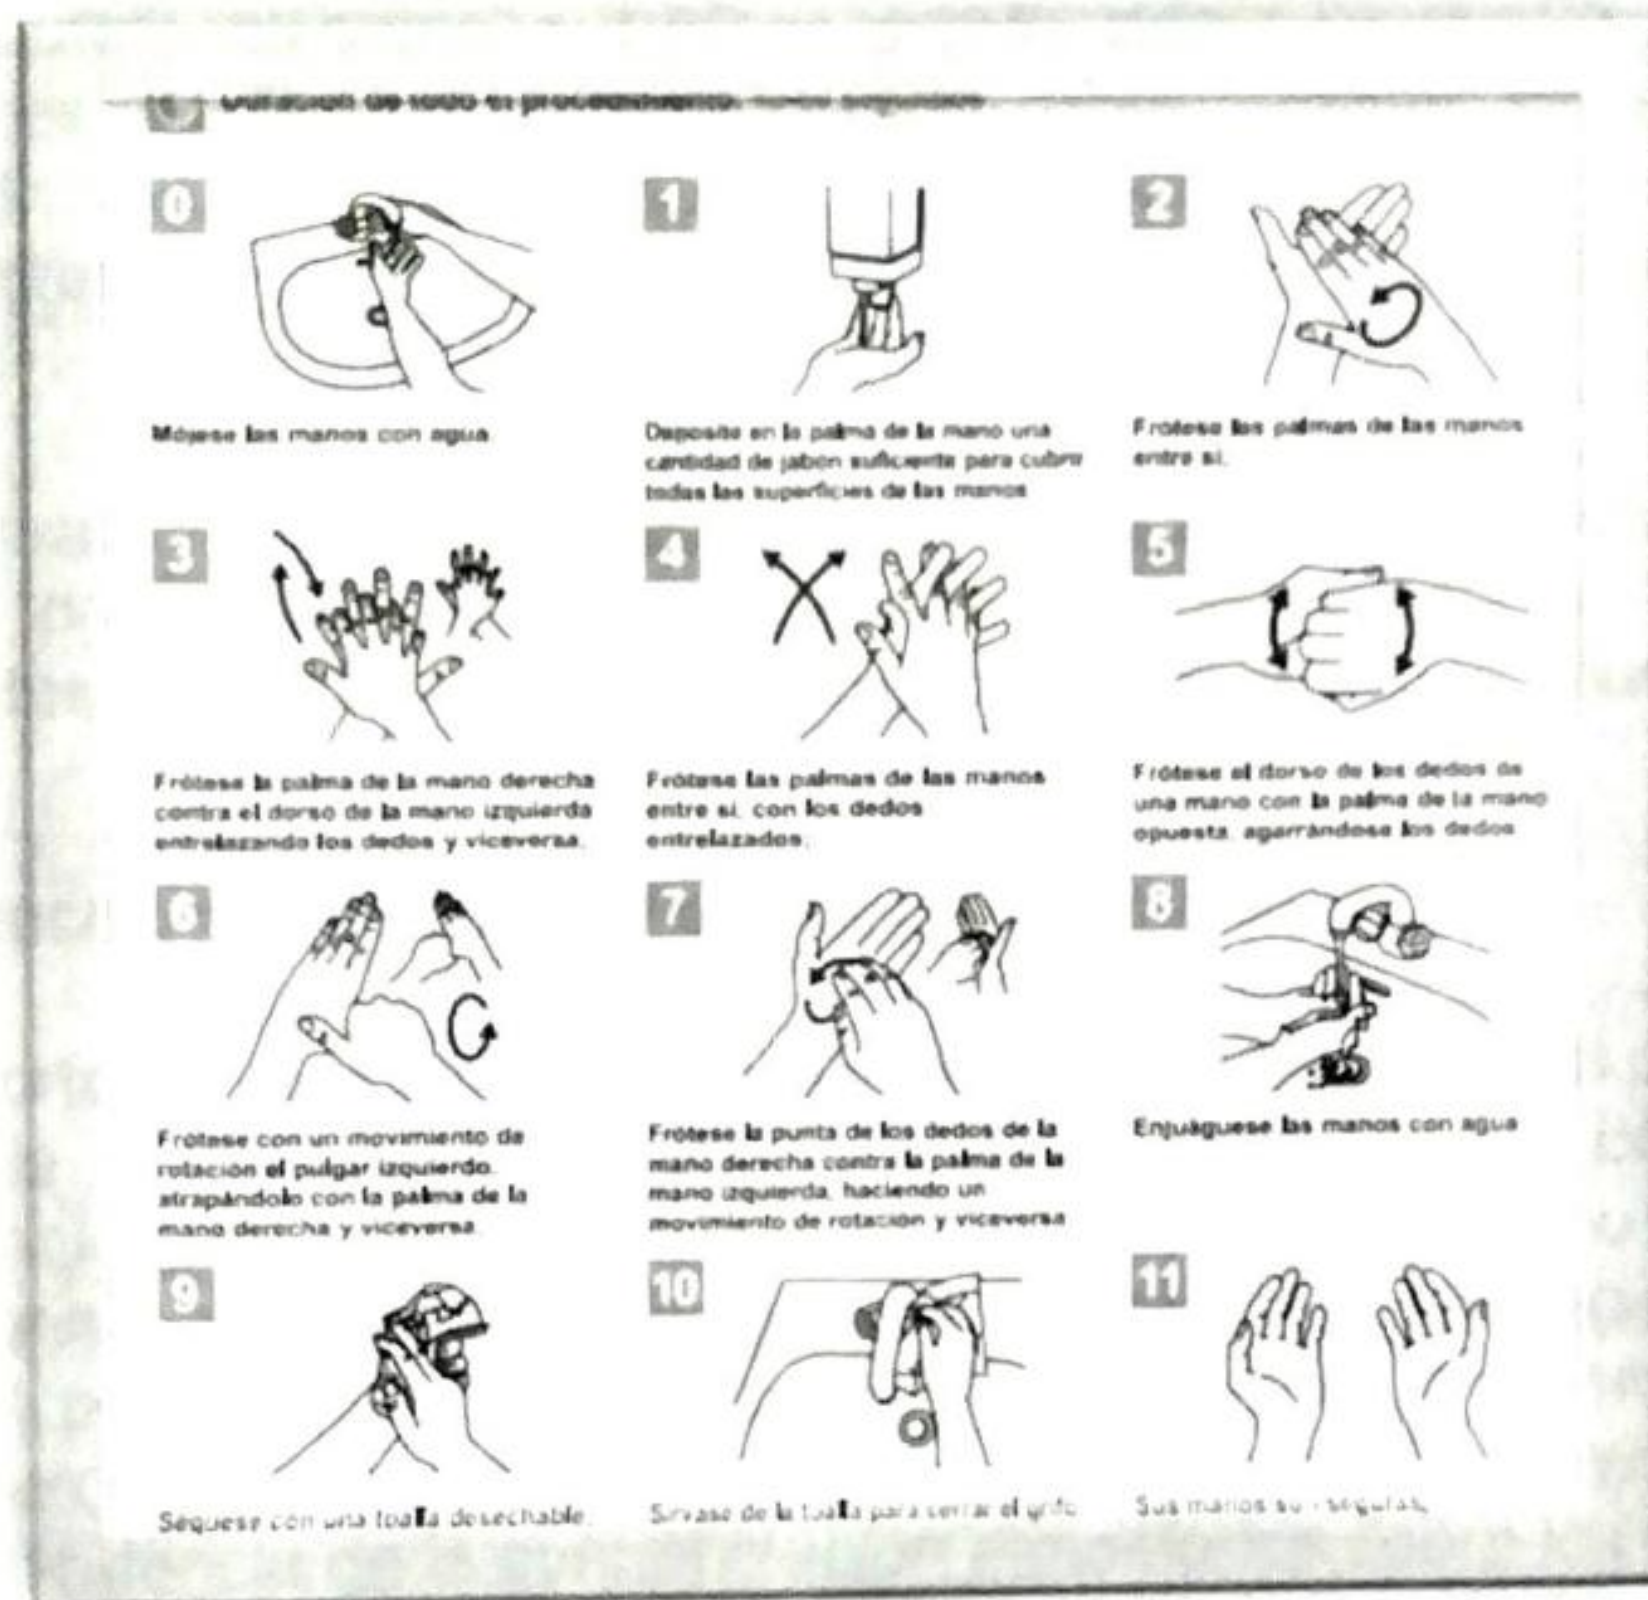 Duración de todo el procedimiento: segundos
0
1
2
Mójese las manos con agua
Deposite en la palma de la mano una
cantidad de jabón suficiente para cubrir
todas las superficies de las manos
Frótese las palmas de las manos
entre sí.
3
4
5
Frótese la palma de la mano derecha
contra el dorso de la mano izquierda
entrelazando los dedos y viceversa.
Frótese las palmas de las manos
entre sí, con los dedos
entrelazados.
Frótese el dorso de los dedos de
una mano con la palma de la mano
opuesta, agarrándose los dedos
6
7
8
Frótese con un movimiento de
rotación el pulgar izquierdo,
atrapándolo con la palma de la
mano derecha y viceversa.
Frótese la punta de los dedos de la
mano derecha contra la palma de la
mano izquierda, haciendo un
movimiento de rotación y viceversa
Enjuáguese las manos con agua
9
10
11
Séquese con una toalla desechable.
Sírvase de la toalla para cerrar el grifo
Sus manos son seguras.